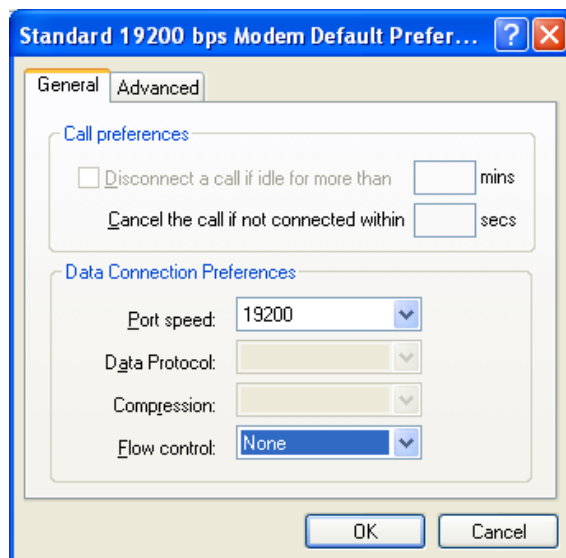 Standard 19200 bps Modem Default Prefer...
General
Advanced
Call preferences
Disconnect a call if idle for more than mins
Cancel the call if not connected within secs
Data Connection Preferences
Port speed: 19200
Data Protocol:
Compression:
Flow control: None
OK
Cancel